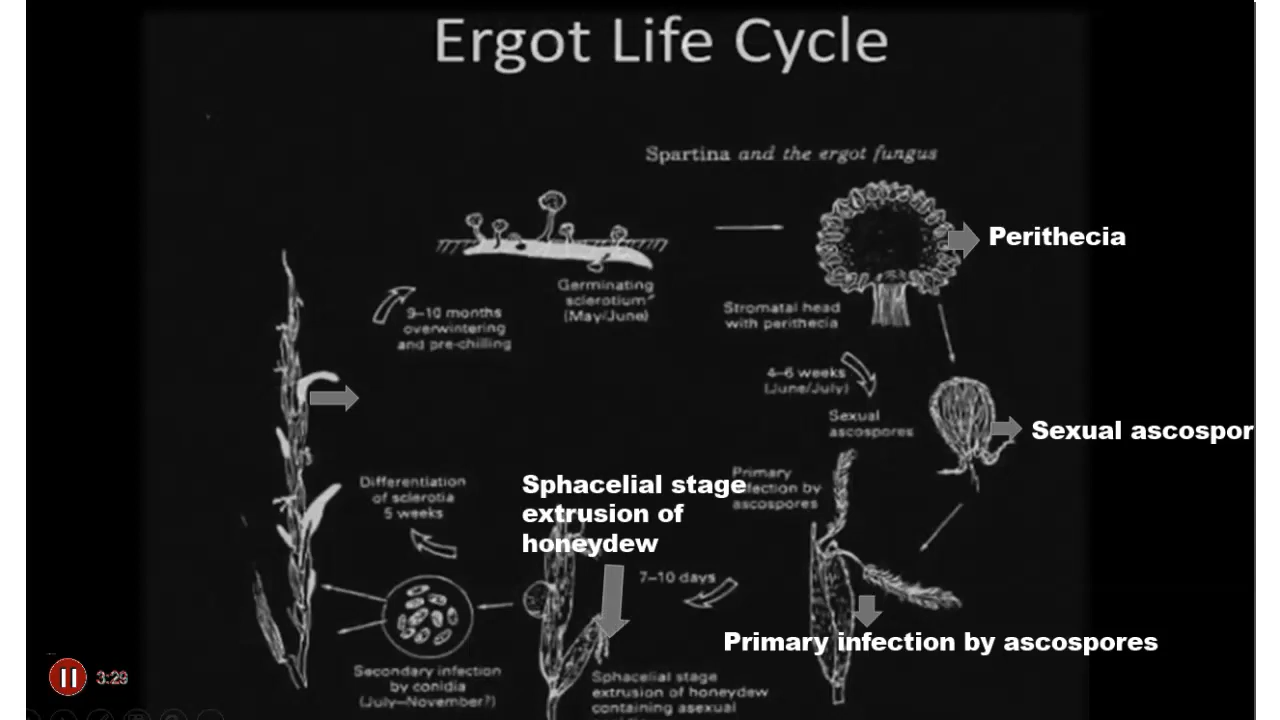 Ergot Life Cycle
Spartina and the ergot fungus
Perithecia
Germinating
sclerotium
(May/June)
Stromatal head
with perithecia
9–10 months
overwintering
and pre-chilling
4–6 weeks
(June/July)
Sexual
ascospores
Sexual ascospor
Differentiation
of sclerotia
5 weeks
Sphacelial stage
extrusion of
honeydew
Primary
fection by
ascospores
7–10 days
Primary infection by ascospores
Secondary infection
by conidia
(July–November?)
Sphacelial stage
extrusion of honeydew
containing asexual
3:29